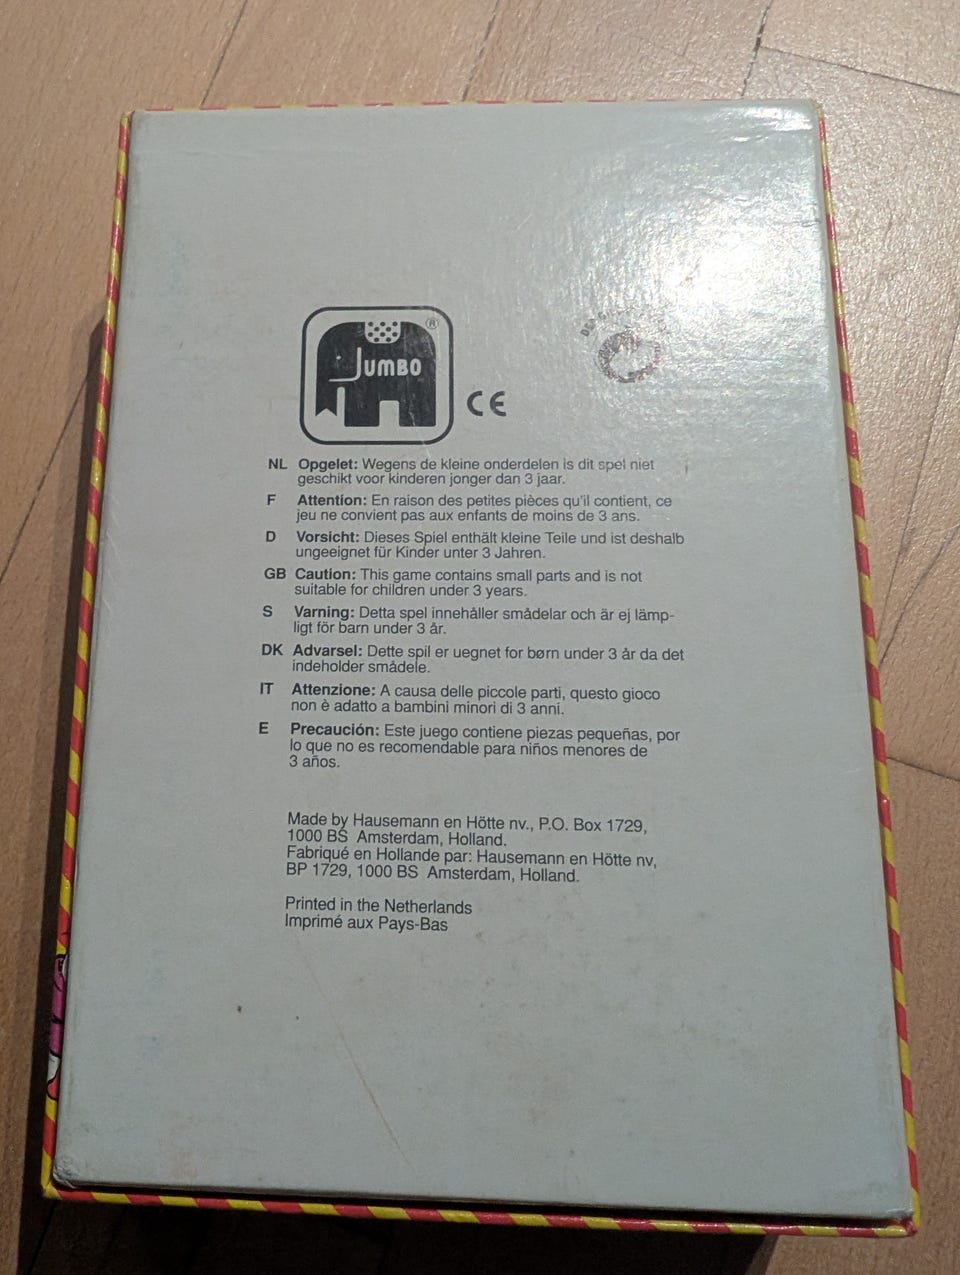 JUMBO ®
CE
NL Opgelet: Wegens de kleine onderdelen is dit spel niet
geschikt voor kinderen jonger dan 3 jaar.
F Attention: En raison des petites pièces qu'il contient, ce
jeu ne convient pas aux enfants de moins de 3 ans.
D Vorsicht: Dieses Spiel enthält kleine Teile und ist deshalb
ungeeignet für Kinder unter 3 Jahren.
GB Caution: This game contains small parts and is not
suitable for children under 3 years.
S Varning: Detta spel innehåller smådelar och är ej lämp-
ligt för barn under 3 år.
DK Advarsel: Dette spil er uegnet for børn under 3 år da det
indeholder smådele.
IT Attenzione: A causa delle piccole parti, questo gioco
non è adatto a bambini minori di 3 anni.
E Precaución: Este juego contiene piezas pequeñas, por
lo que no es recomendable para niños menores de
3 años.
Made by Hausemann en Hötte nv., P.O. Box 1729,
1000 BS Amsterdam, Holland.
Fabriqué en Hollande par: Hausemann en Hötte nv,
BP 1729, 1000 BS Amsterdam, Holland.
Printed in the Netherlands
Imprimé aux Pays-Bas